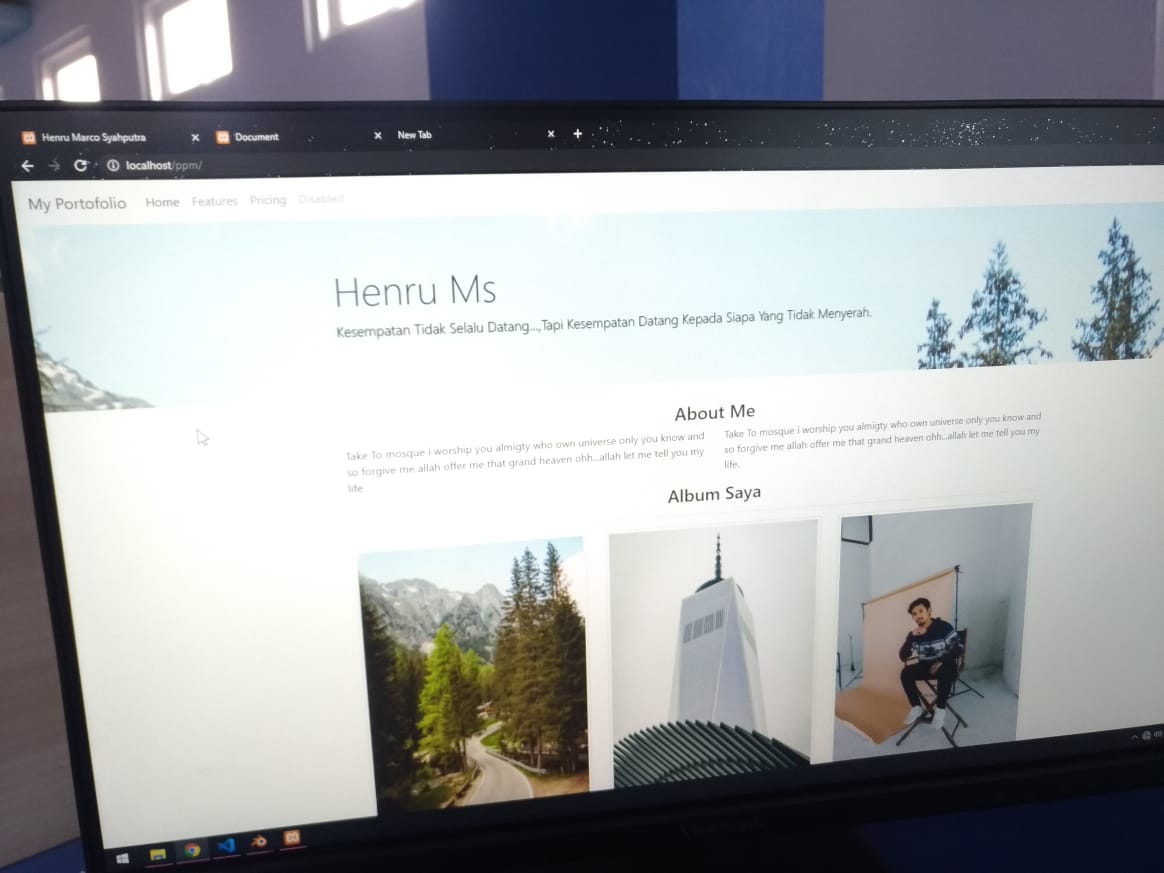 Henru Marco Syahputra
Document
New Tab
localhost/ppm/
My Portofolio Home Features Pricing Disabled
Henru Ms
Kesempatan Tidak Selalu Datang...,Tapi Kesempatan Datang Kepada Siapa Yang Tidak Menyerah.
About Me
Take To mosque i worship you almigty who own universe only you know and
so forgive me allah offer me that grand heaven ohh...allah let me tell you my
life.
Take To mosque i worship you almigty who own universe only you know and
so forgive me allah offer me that grand heaven ohh...allah let me tell you my
life.
Album Saya